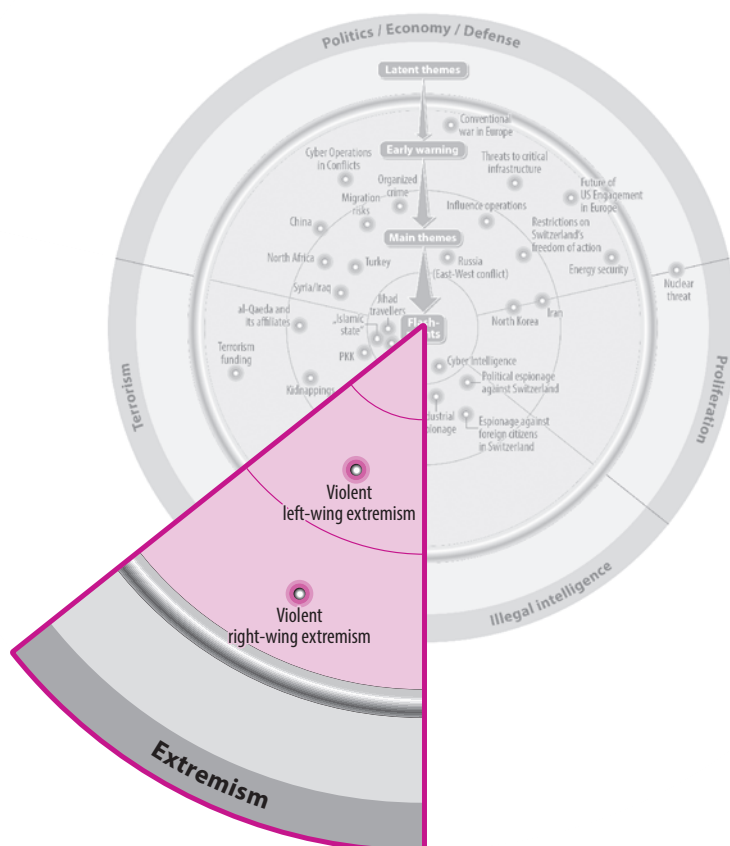 Politics / Economy / Defense
Latent themes
Conventional
war in Europe
Early warning
Cyber Operations
in Conflicts
Threats to critical
infrastructure
Organized
crime
Future of
US Engagement
in Europe
Migration
risks
Influence operations
China
Restrictions on
Switzerland's
freedom of action
Main themes
North Africa
Turkey
Russia
(East-West conflict)
Energy security
Nuclear
threat
Syria/Iraq
Jihad
travellers
Iran
al-Qaeda and
its affiliates
„Islamic
state"
Flash-
North Korea
Terrorism
funding
PKK
Cyber Intelligence
Political espionage
against Switzerland
Kidnappings
Espionage against
foreign citizens
in Switzerland
Terrorism
Proliferation
Illegal intelligence
Violent
left-wing extremism
Violent
right-wing extremism
Extremism